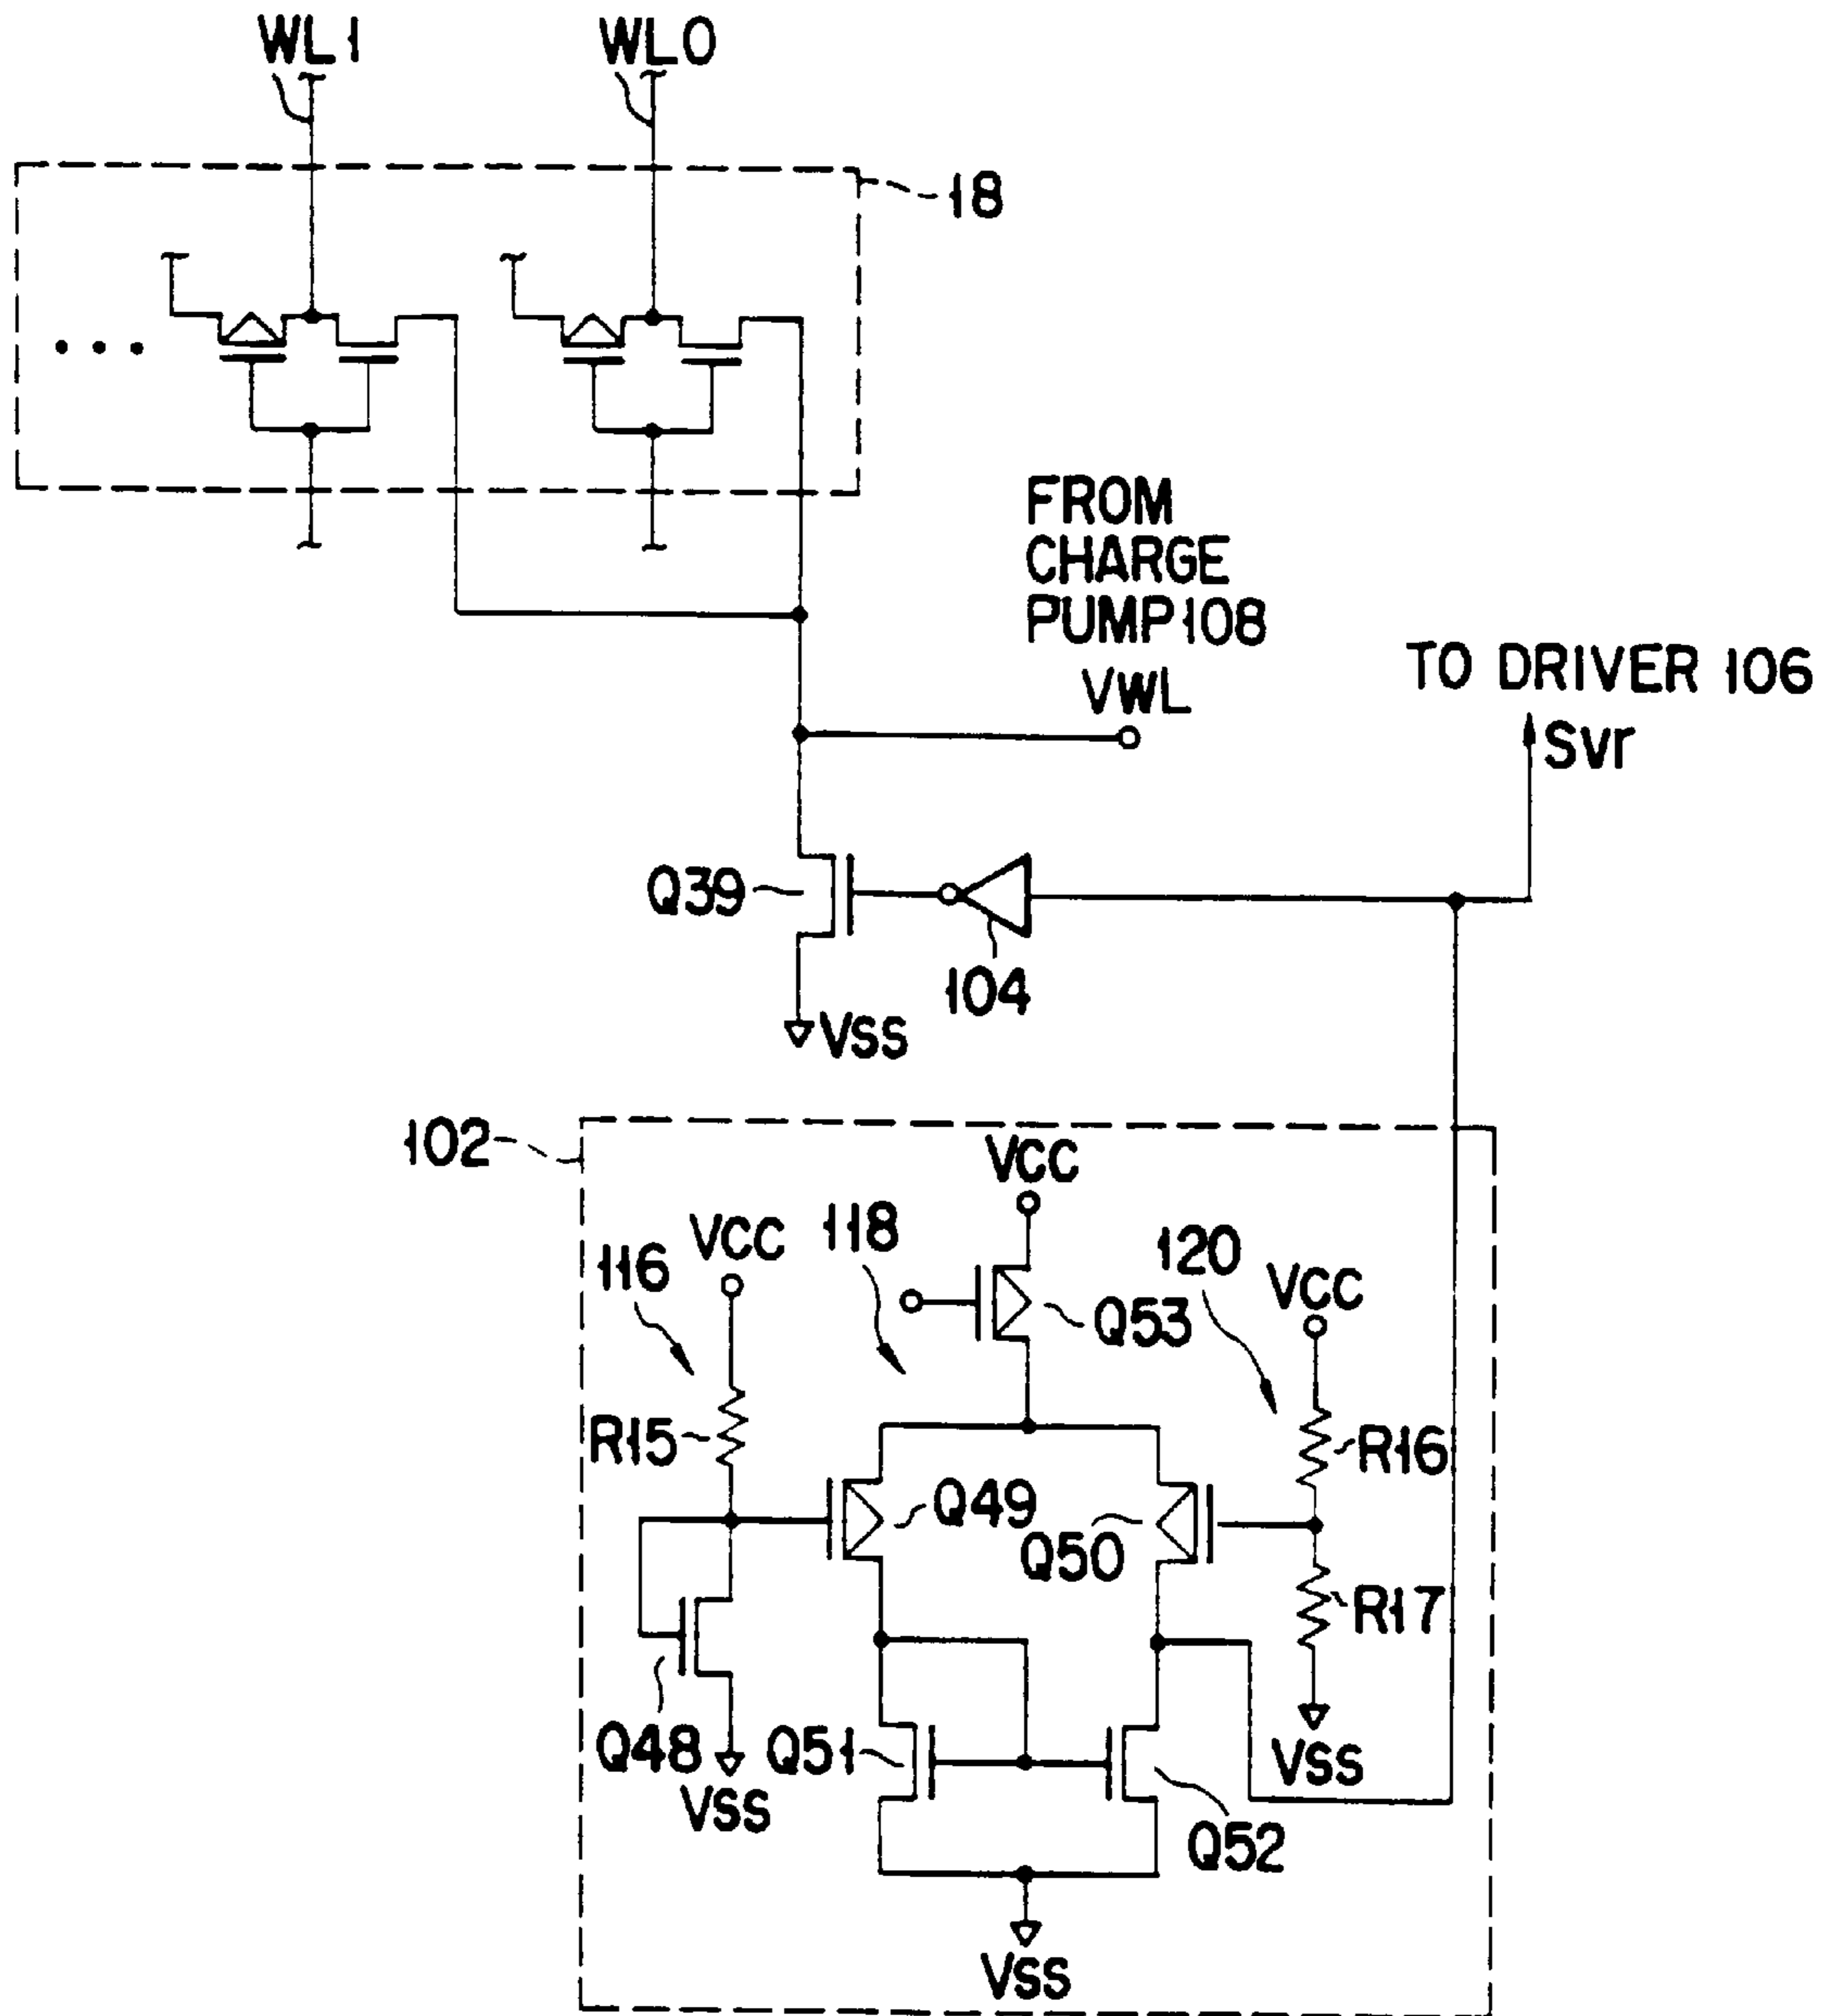 WL1
WL0
18
FROM
CHARGE
PUMP108
VWL
TO DRIVER 106
Svr
Q39
104
VSS
102
VCC
118
120
VCC
116
VCC
Q53
R15
R16
Q49
Q50
R17
Q48
Q51
VSS
VSS
Q52
VSS